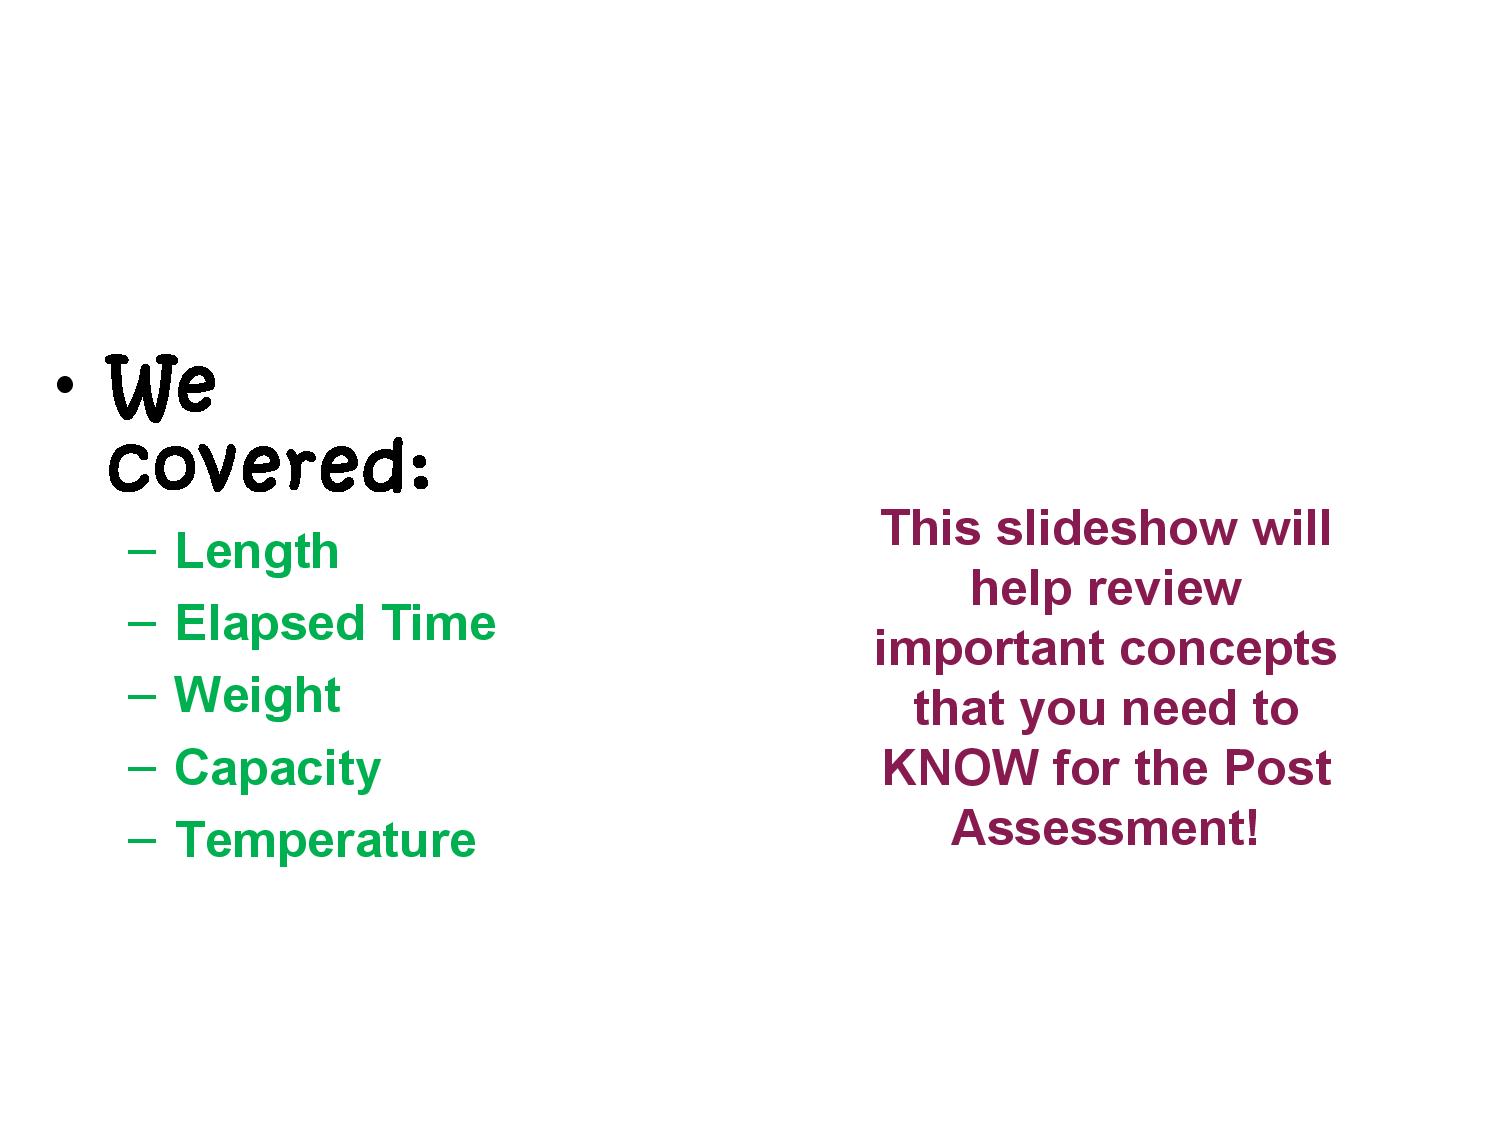 • We
covered:
– Length
– Elapsed Time
– Weight
– Capacity
– Temperature
This slideshow will
help review
important concepts
that you need to
KNOW for the Post
Assessment!